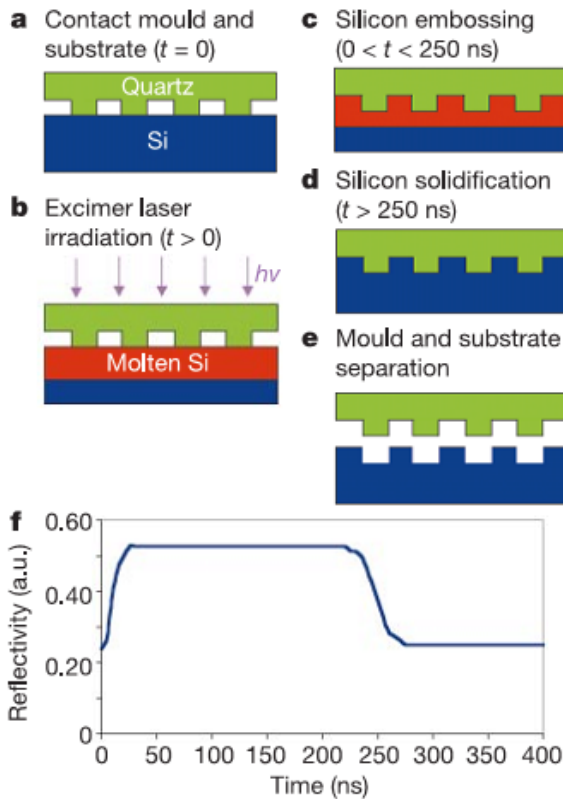 a Contact mould and
substrate (t = 0)
Quartz
Si
b Excimer laser
irradiation (t > 0)
hν
Molten Si
c Silicon embossing
(0 < t < 250 ns)
d Silicon solidification
(t > 250 ns)
e Mould and substrate
separation
f
0.60
0.40
0.20
0
Reflectivity (a.u.)
0 50 100 150 200 250 300 350 400
Time (ns)